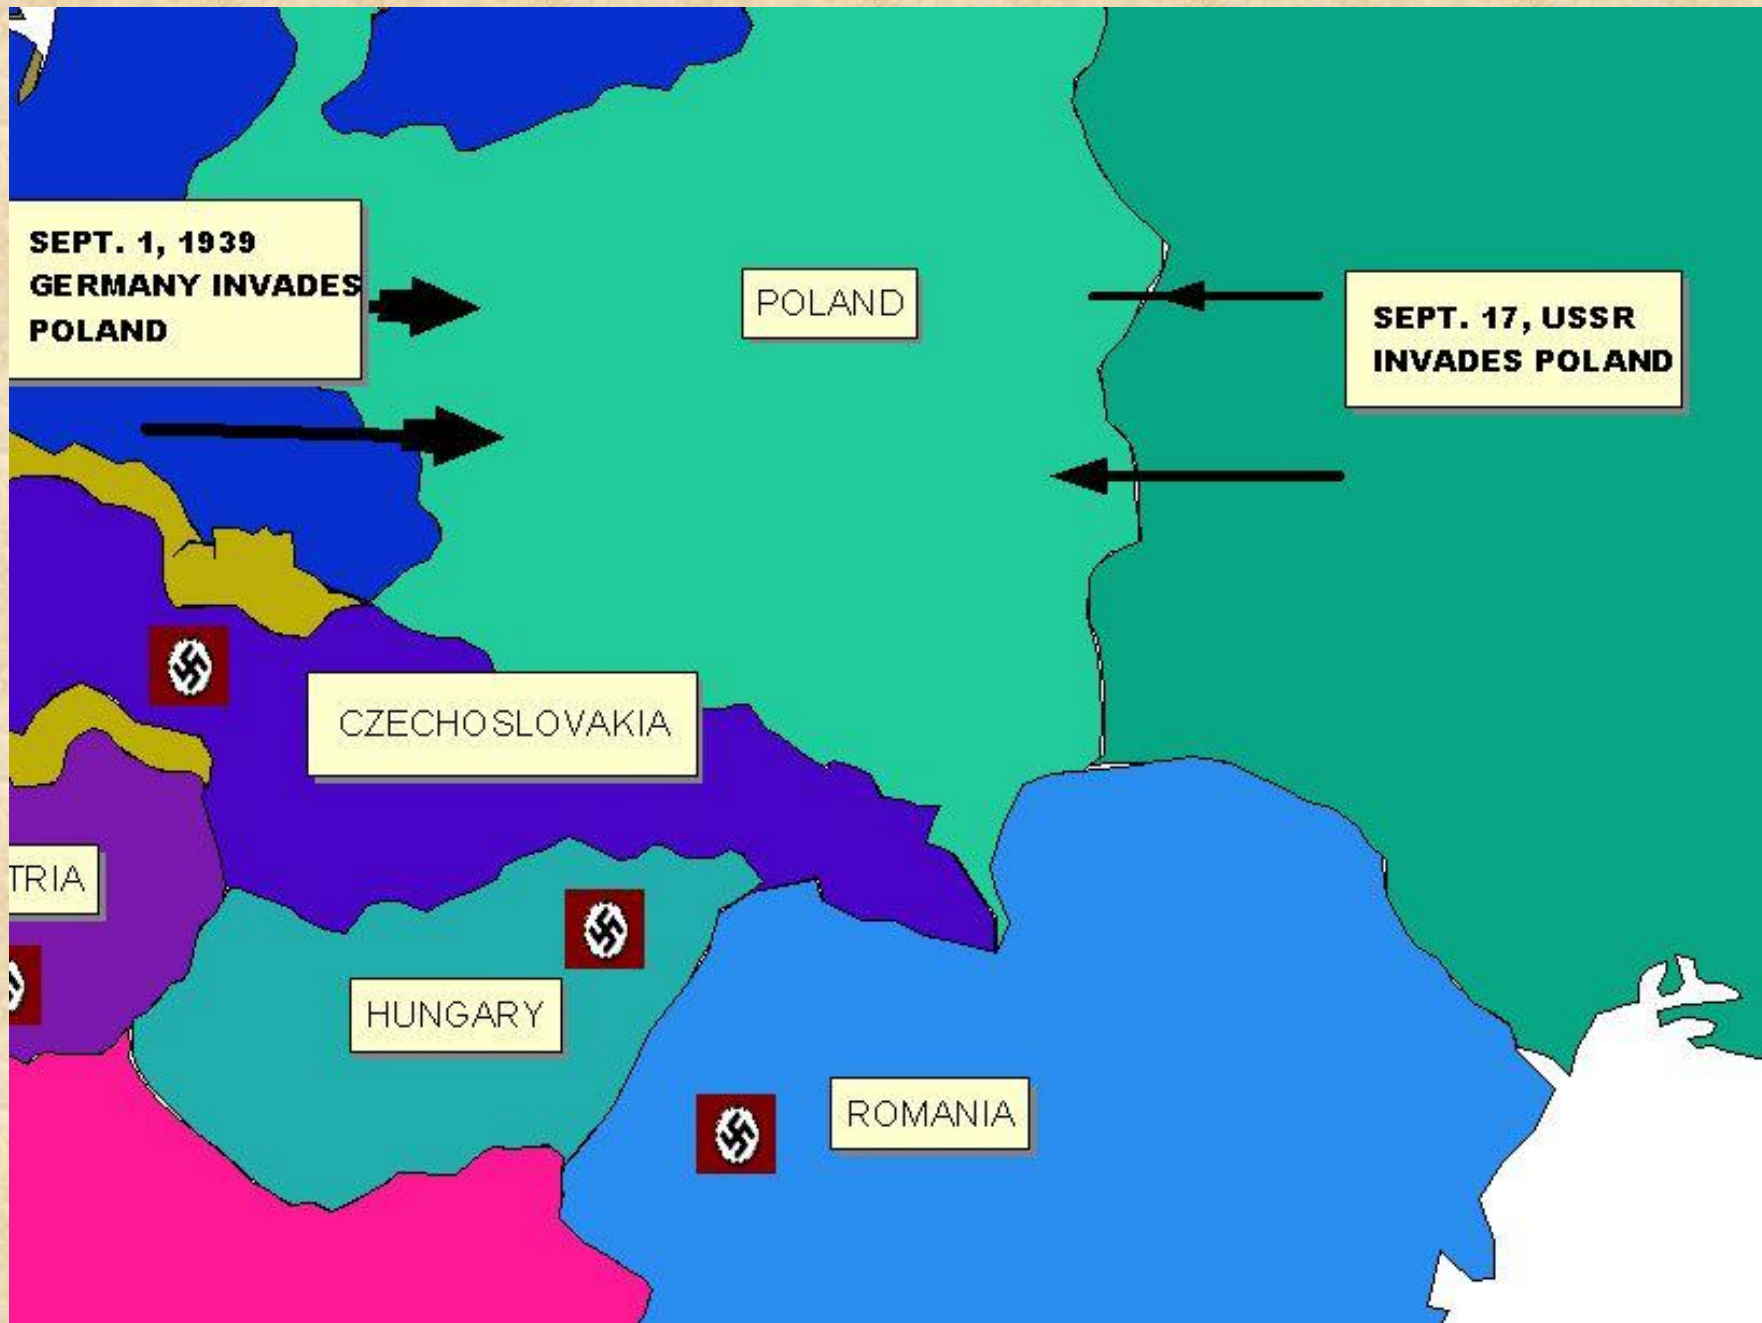 SEPT. 1, 1939
GERMANY INVADES
POLAND
POLAND
SEPT. 17, USSR
INVADES POLAND
CZECHOSLOVAKIA
TRIA
HUNGARY
ROMANIA